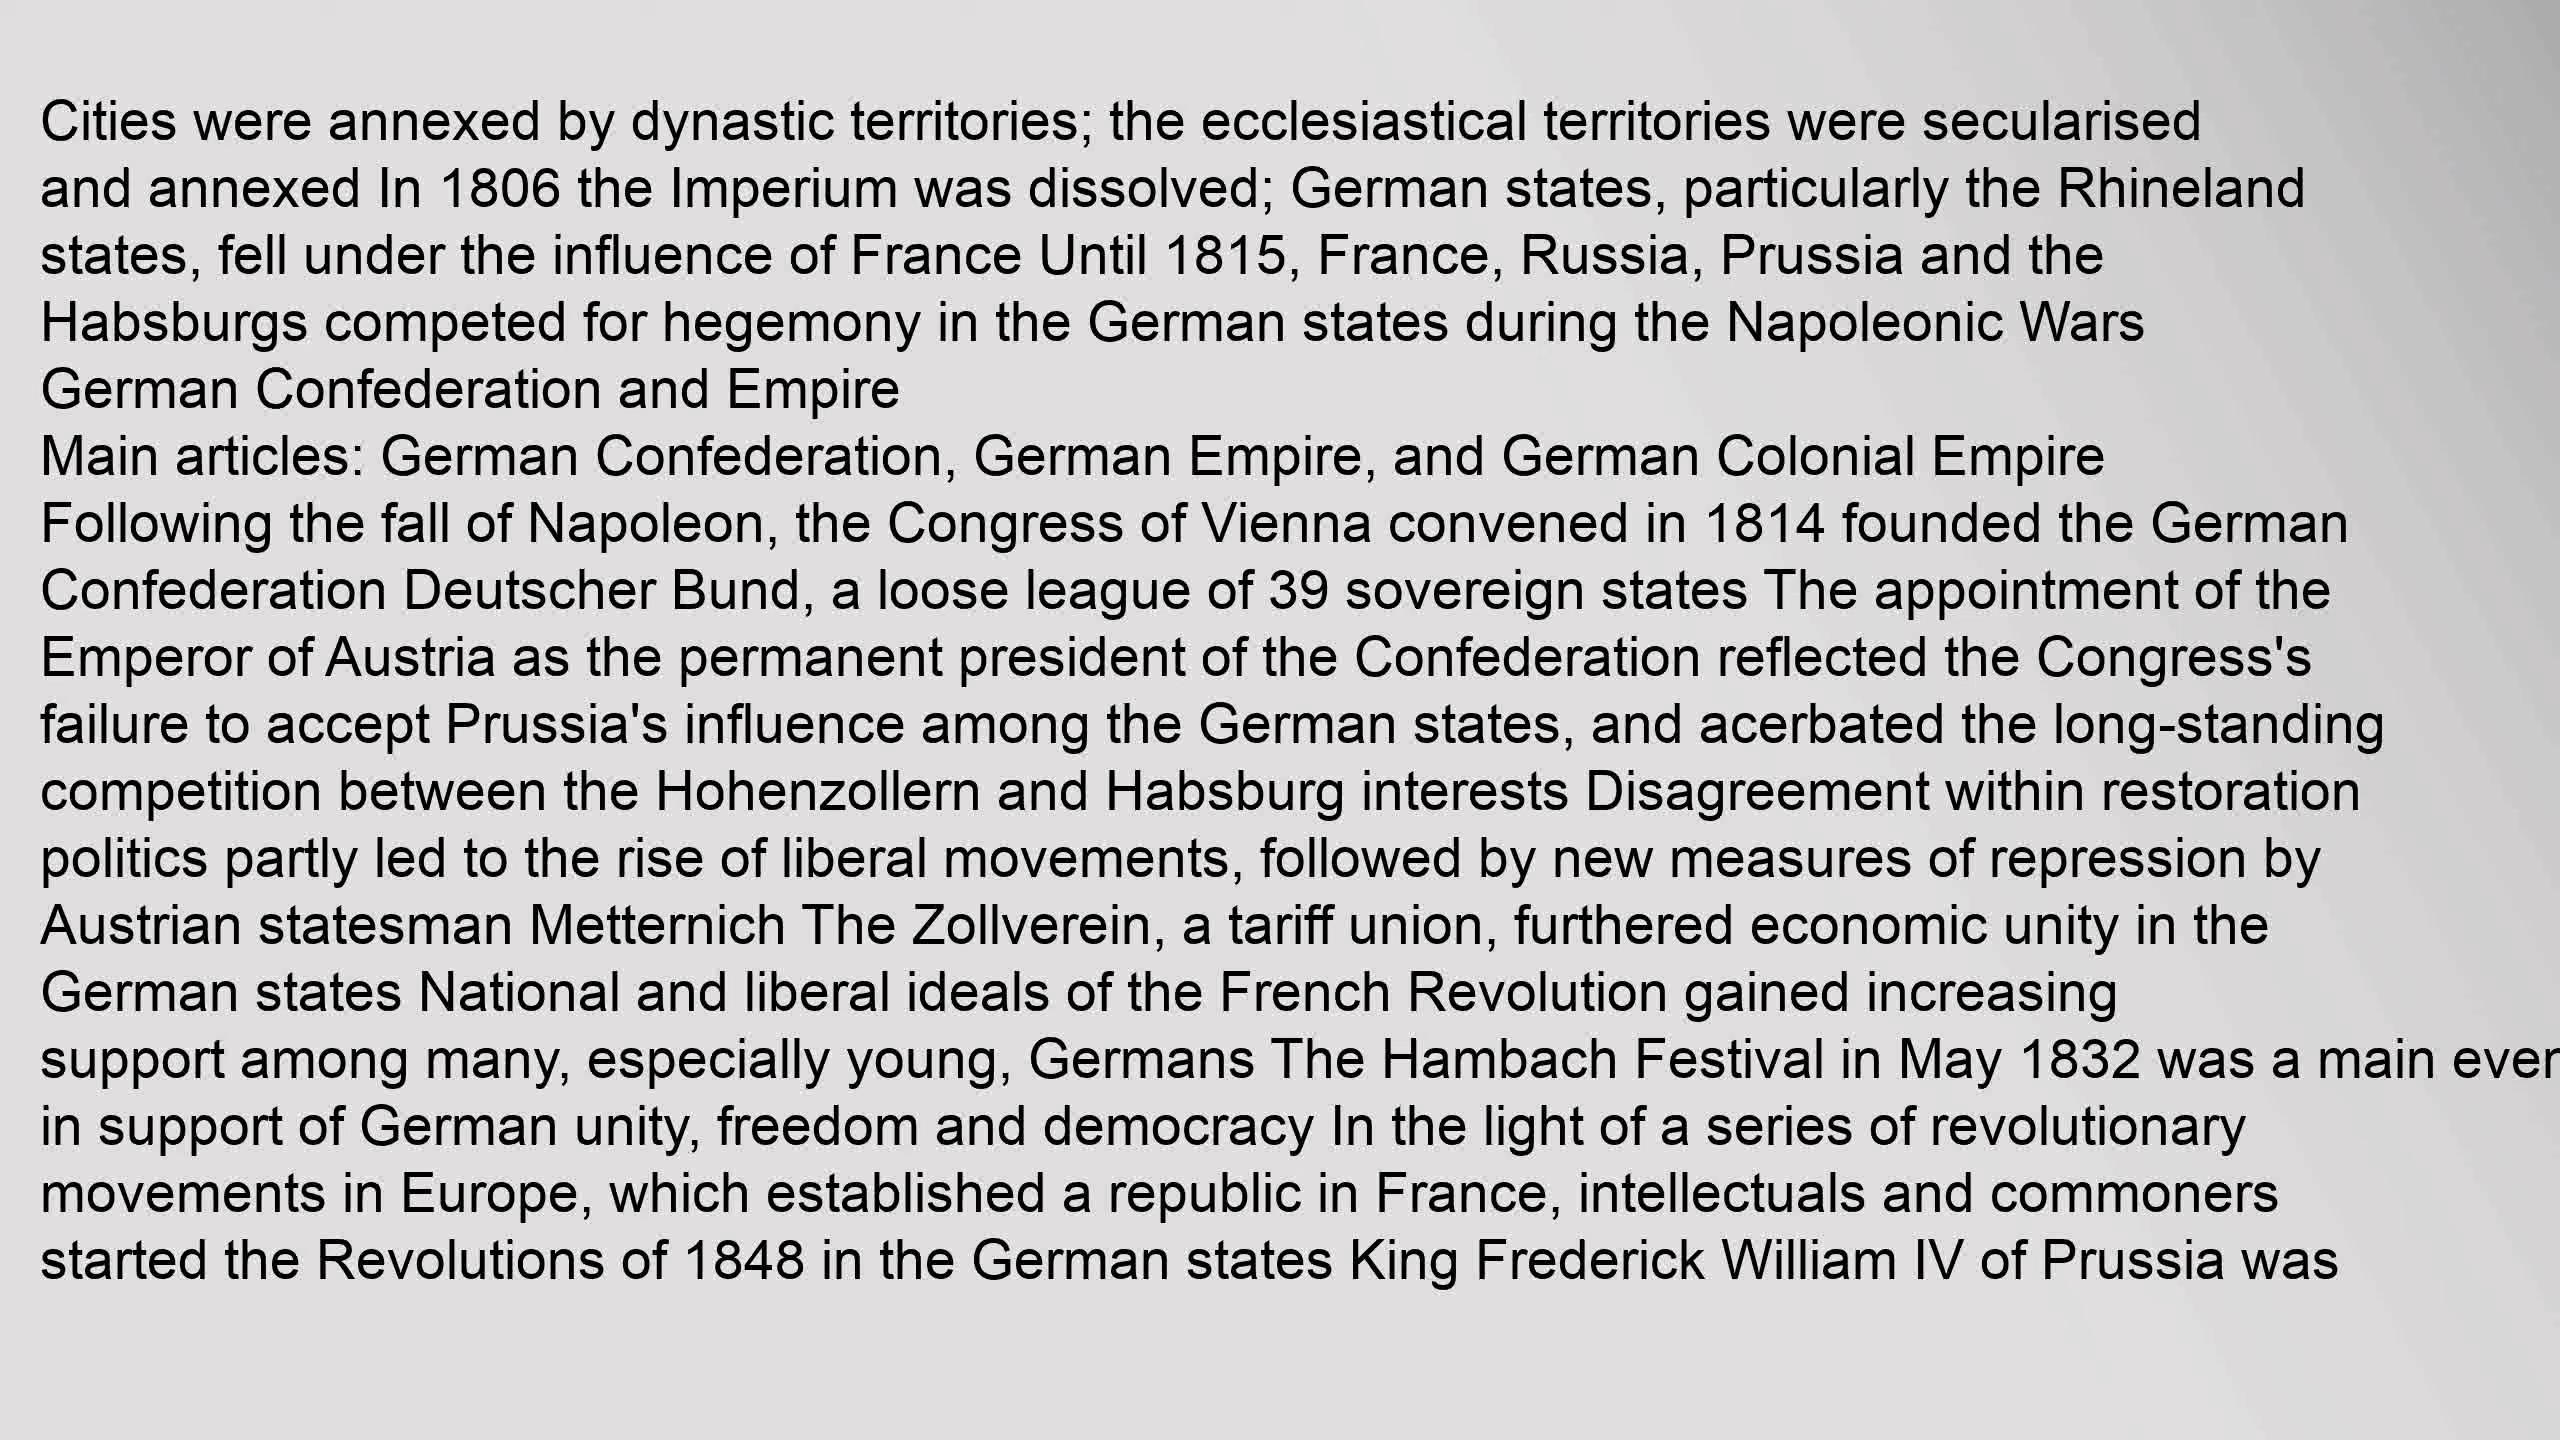 Cities were annexed by dynastic territories; the ecclesiastical territories were secularised
and annexed In 1806 the Imperium was dissolved; German states, particularly the Rhineland
states, fell under the influence of France Until 1815, France, Russia, Prussia and the
Habsburgs competed for hegemony in the German states during the Napoleonic Wars
German Confederation and Empire
Main articles: German Confederation, German Empire, and German Colonial Empire
Following the fall of Napoleon, the Congress of Vienna convened in 1814 founded the German
Confederation Deutscher Bund, a loose league of 39 sovereign states The appointment of the
Emperor of Austria as the permanent president of the Confederation reflected the Congress's
failure to accept Prussia's influence among the German states, and acerbated the long-standing
competition between the Hohenzollern and Habsburg interests Disagreement within restoration
politics partly led to the rise of liberal movements, followed by new measures of repression by
Austrian statesman Metternich The Zollverein, a tariff union, furthered economic unity in the
German states National and liberal ideals of the French Revolution gained increasing
support among many, especially young, Germans The Hambach Festival in May 1832 was a main
in support of German unity, freedom and democracy In the light of a series of revolutionary
movements in Europe, which established a republic in France, intellectuals and commoners
started the Revolutions of 1848 in the German states King Frederick William IV of Prussia was